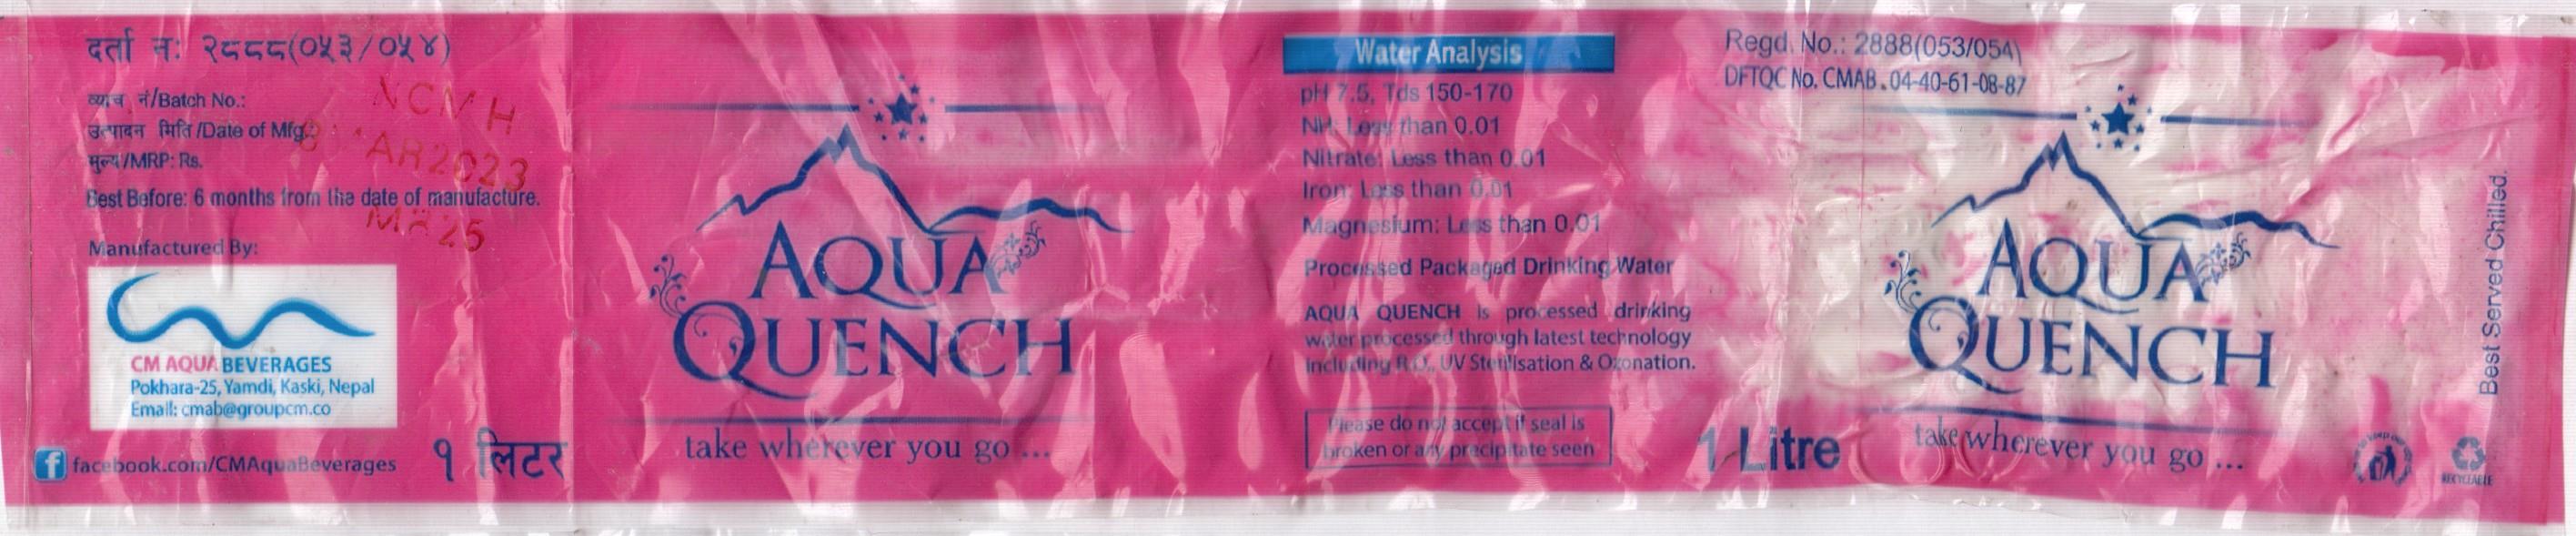 दर्ता नः २८८८(०५३/०५४)
ब्याच नं/Batch No.:
उत्पादन मिति/Date of Mfg.:
मुल्य/MRP: Rs.
Best Before: 6 months from the date of manufacture.
Manufactured By:
CM AQUA BEVERAGES
Pokhara-25, Yamdi, Kaski, Nepal
Email: cmab@groupcm.co
facebook.com/CMAquaBeverages
१ लिटर
AQUA
QUENCH
take wherever you go ...
Water Analysis
pH 7.5, Tds 150-170
Less than 0.01
Nitrate: Less than 0.01
Iron: Less than 0.01
Magnesium: Less than 0.01
Processed Packaged Drinking Water
AQUA QUENCH is processed drinking
water processed through latest technology
including R.O., UV Sterilisation & Ozonation.
Please do not accept if seal is
broken or any precipitate seen
Regd. No.: 2888(053/054)
DFTQC No. CMAB.04-40-61-08-87
1 Litre
AQUA
QUENCH
take wherever you go ...
RECYCLEABLE
Best Served Chilled.